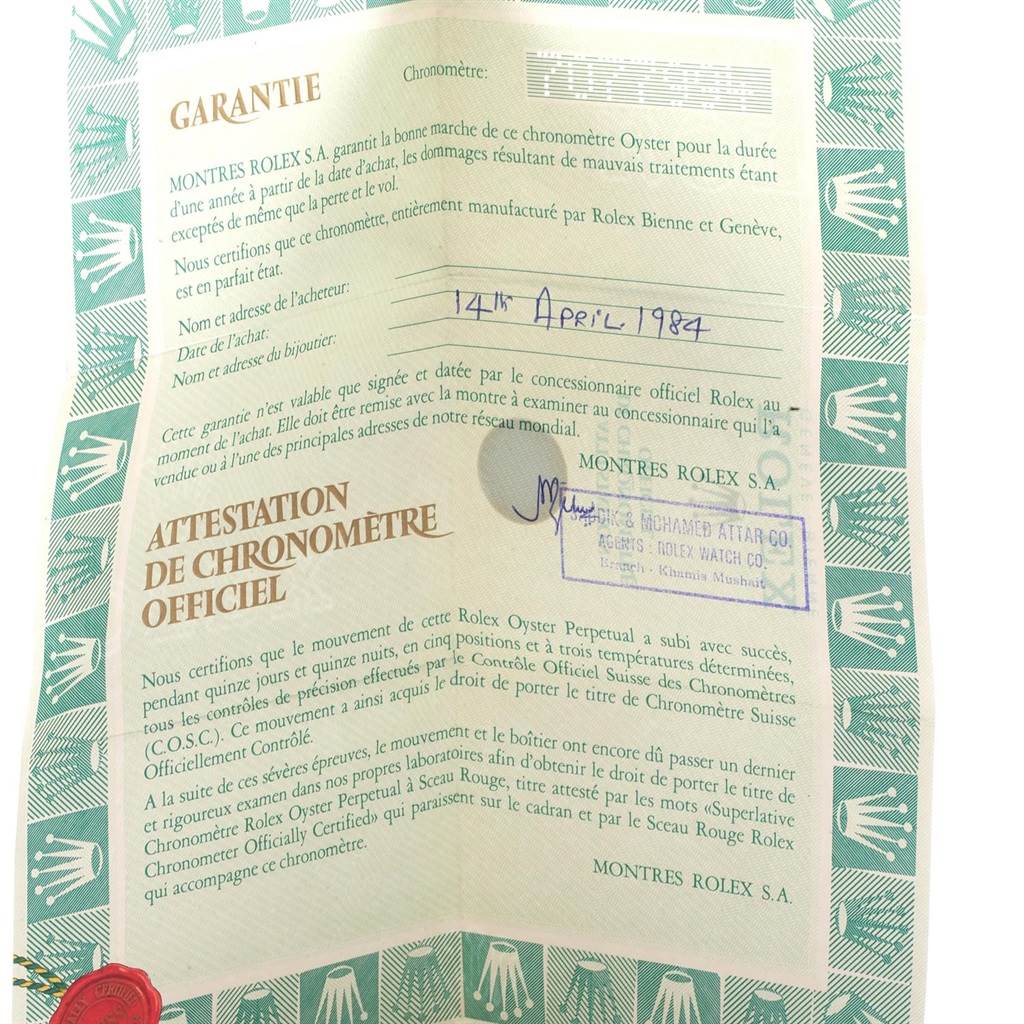 GARANTIE
Chronomètre:
MONTRES ROLEX S.A. garantit la bonne marche de ce chronomètre Oyster pour la durée
d'une année à partir de la date d'achat, les dommages résultant de mauvais traitements étant
exceptés de même que la perte et le vol.
Nous certifions que ce chronomètre, entièrement manufacturé par Rolex Bienne et Genève,
est en parfait état.
Nom et adresse de l'acheteur:
Date de l'achat: 14th APRIL 1984
Nom et adresse du bijoutier:
Cette garantie n'est valable que signée et datée par le concessionnaire officiel Rolex au
moment de l'achat. Elle doit être remise avec la montre à examiner au concessionnaire qui l'a
vendue ou à l'une des principales adresses de notre réseau mondial.
MONTRES ROLEX S.A.
& MOHAMED ATTAR CO.
AGENTS : ROLEX WATCH CO.
Branch - Khamis Mushait
ATTESTATION
DE CHRONOMÈTRE
OFFICIEL
Nous certifions que le mouvement de cette Rolex Oyster Perpetual a subi avec succès,
pendant quinze jours et quinze nuits, en cinq positions et à trois températures déterminées,
tous les contrôles de précision effectués par le Contrôle Officiel Suisse des Chronomètres
(C.O.S.C.). Ce mouvement a ainsi acquis le droit de porter le titre de Chronomètre Suisse
Officiellement Contrôlé.
A la suite de ces sévères épreuves, le mouvement et le boîtier ont encore dû passer un dernier
et rigoureux examen dans nos propres laboratoires afin d'obtenir le droit de porter le titre de
Chronomètre Rolex Oyster Perpetual à Sceau Rouge, titre attesté par les mots «Superlative
Chronometer Officially Certified» qui paraissent sur le cadran et par le Sceau Rouge Rolex
qui accompagne ce chronomètre.
MONTRES ROLEX S.A.